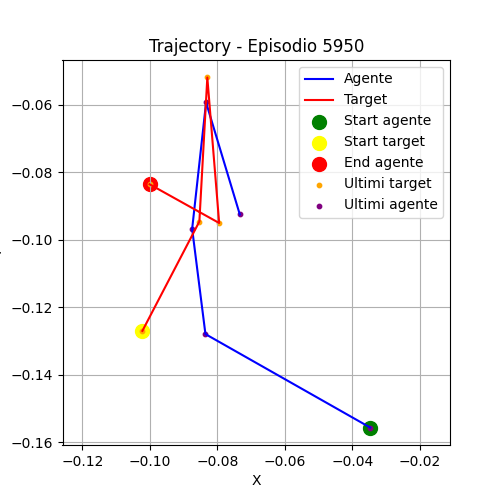 Trajectory - Episodio 5950
Agente
Target
Start agente
Start target
End agente
Ultimi target
Ultimi agente
−0.06
−0.08
−0.10
−0.12
−0.14
−0.16
−0.12
−0.10
−0.08
−0.06
−0.04
−0.02
X